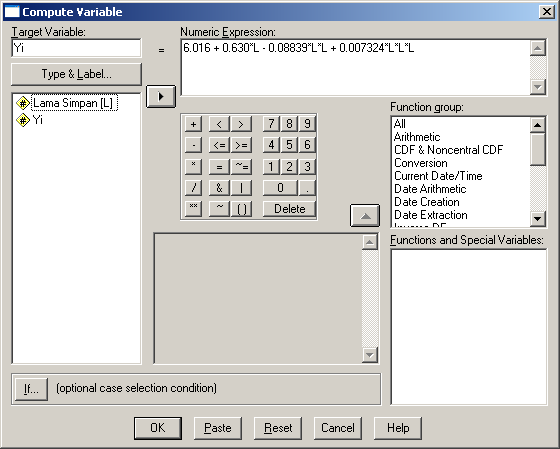 Compute Variable
Target Variable:
Yi
=
Numeric Expression:
6.016 + 0.630*L - 0.08839*L*L + 0.007324*L*L*L
Type & Label...
Lama Simpan [L]
Yi
+ < > 7 8 9
- <= >= 4 5 6
* = ~= 1 2 3
/ & | 0 .
** ~ ( ) Delete
Function group:
All
Arithmetic
CDF & Noncentral CDF
Conversion
Current Date/Time
Date Arithmetic
Date Creation
Date Extraction
Inverse DF
Functions and Special Variables:
If... (optional case selection condition)
OK Paste Reset Cancel Help